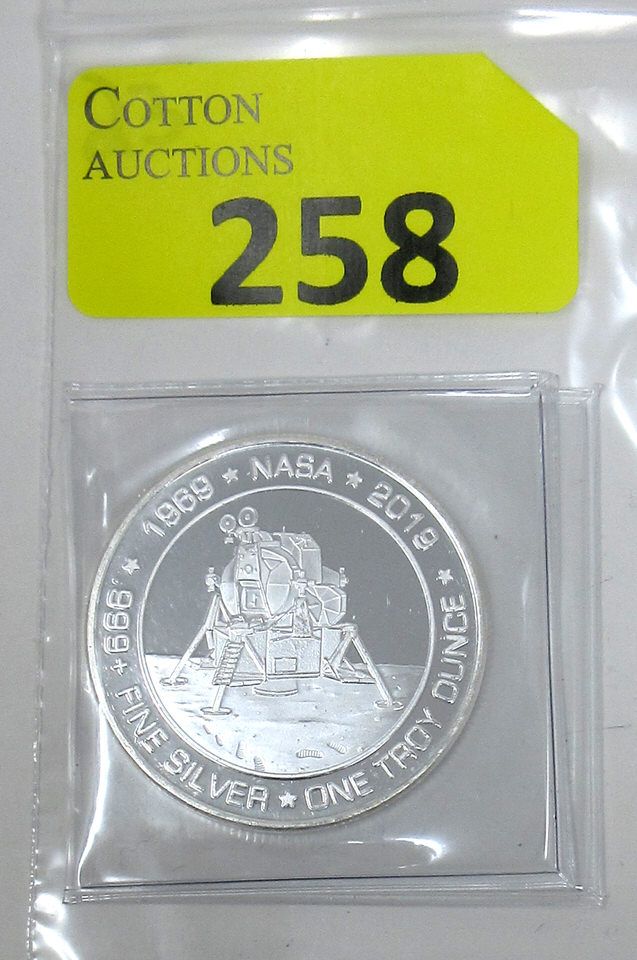 COTTON
AUCTIONS
258
1969 ★ NASA ★ 2019 ★
.999+ FINE SILVER ★ ONE TROY OUNCE